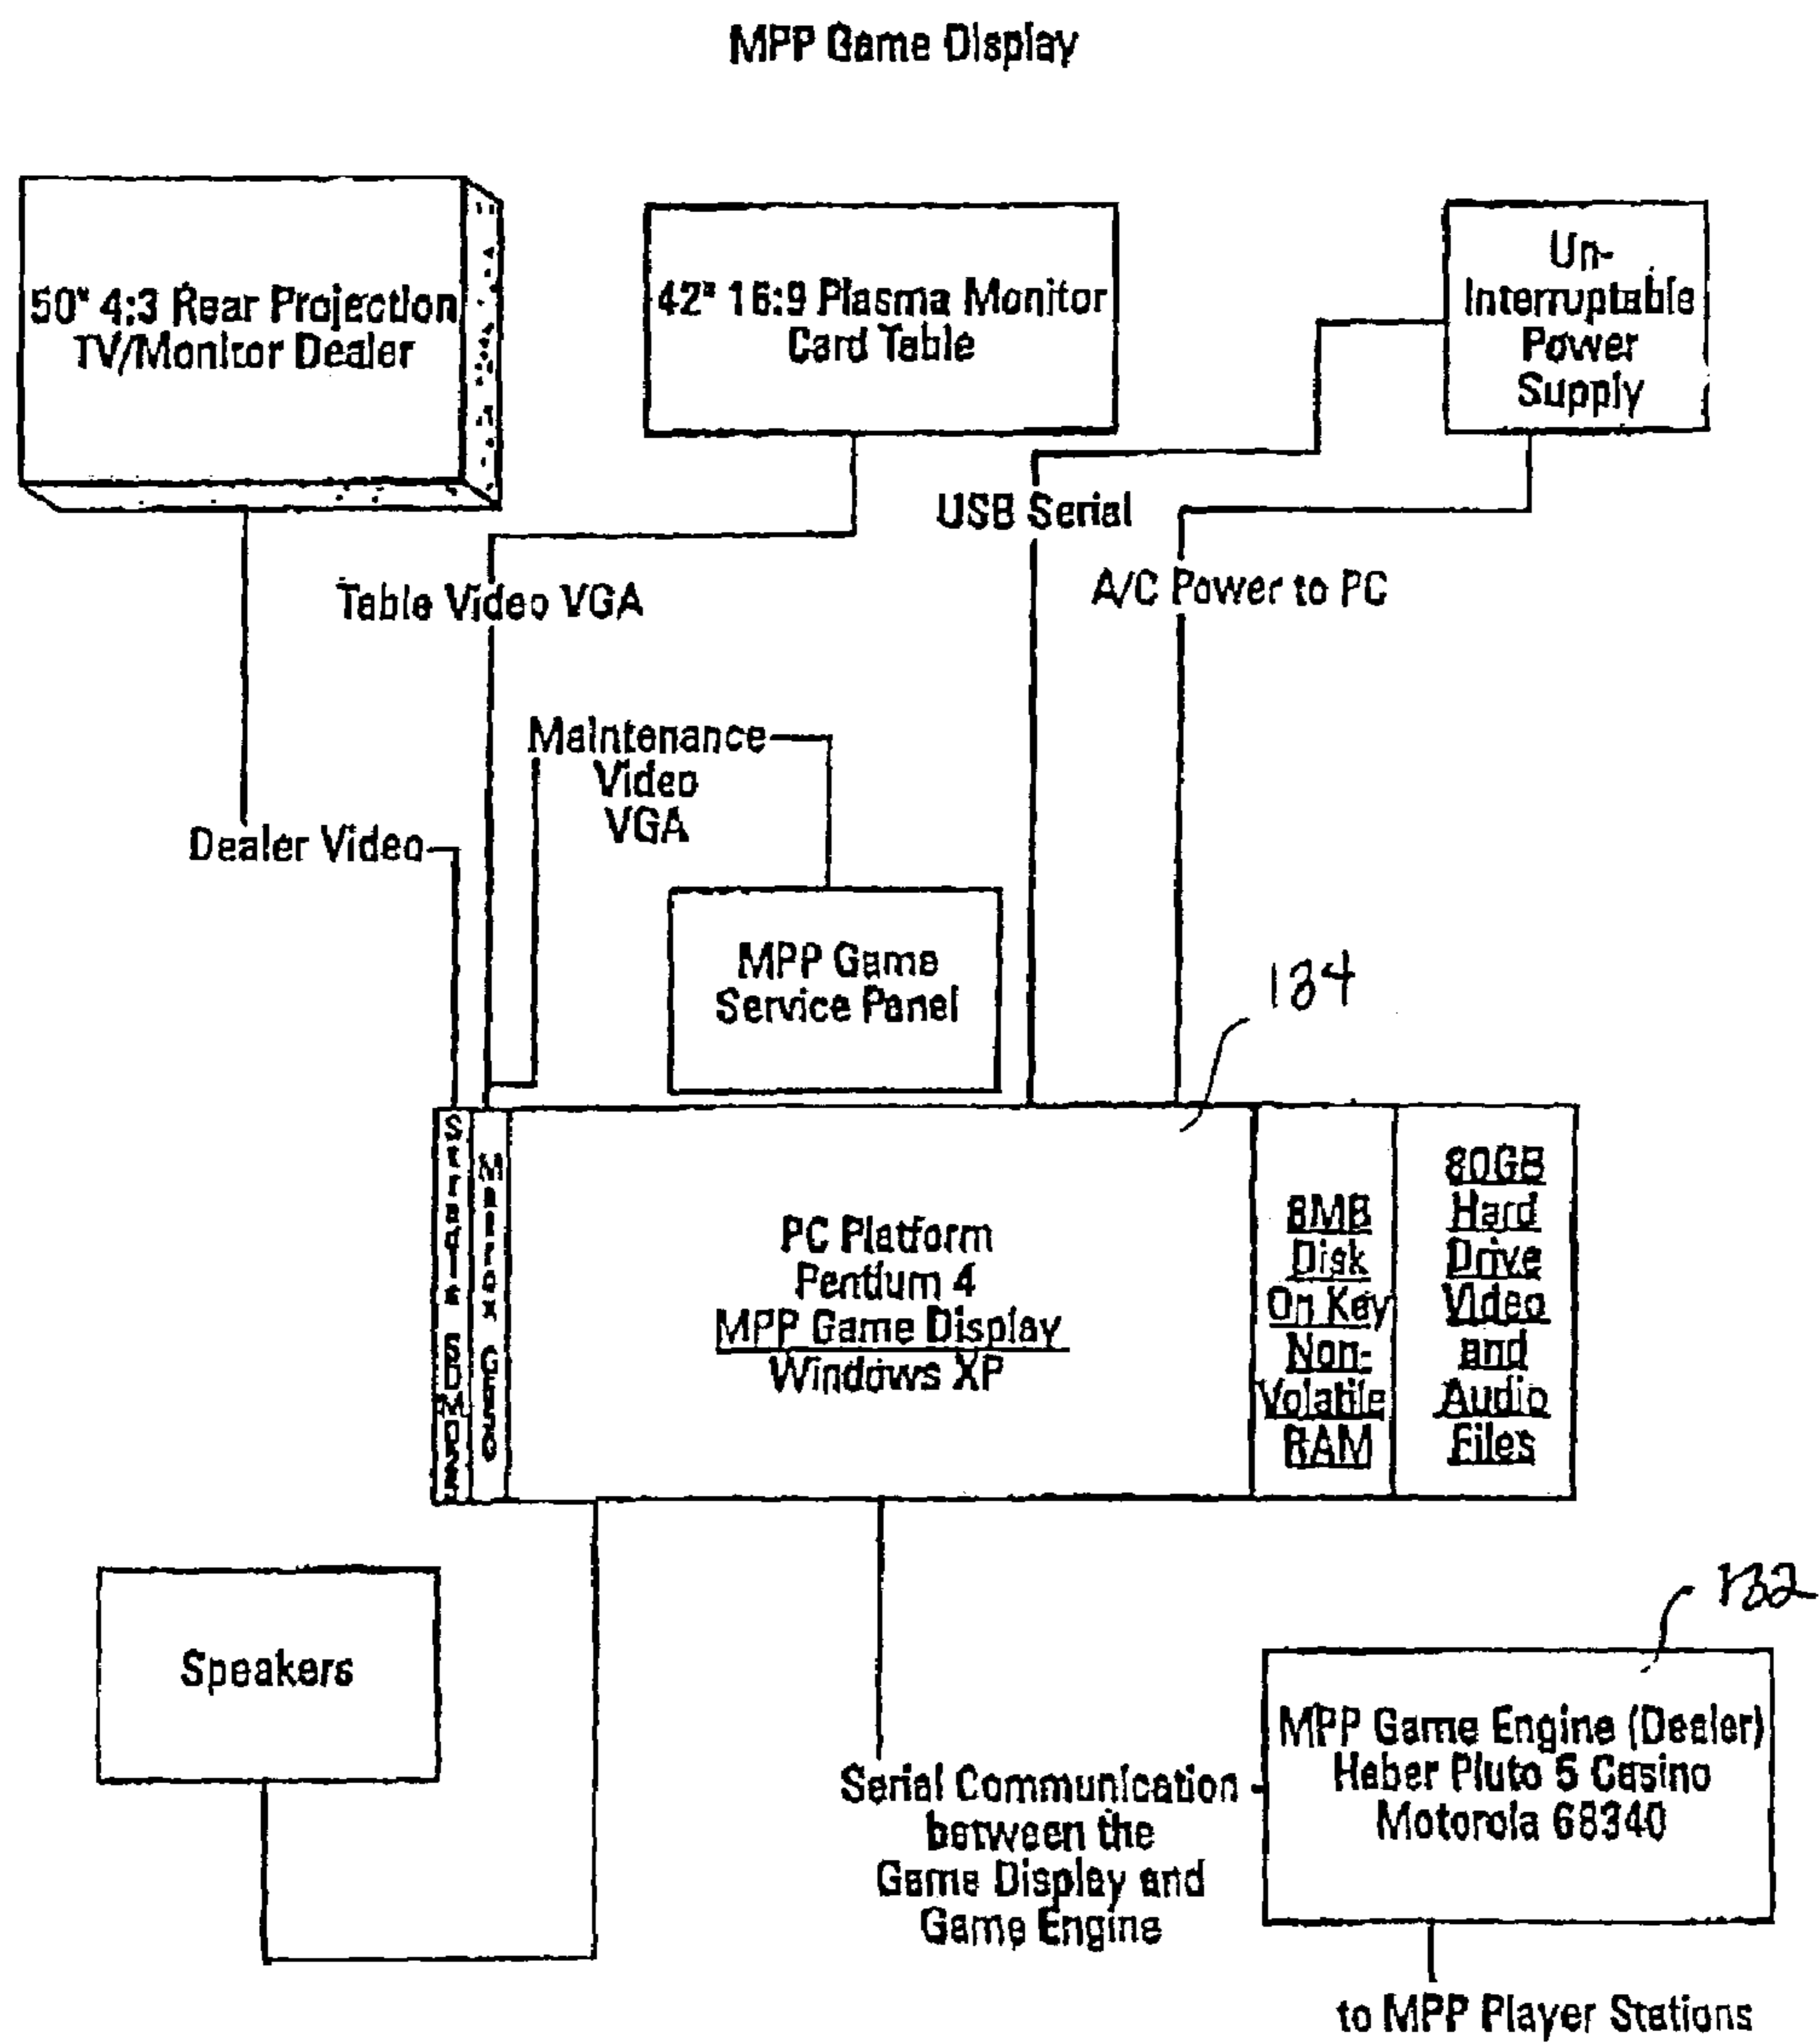 MPP Game Display
50" 4:3 Rear Projection
TV/Monitor Dealer
42" 16:9 Plasma Monitor
Card Table
Un-
Interruptable
Power
Supply
USB Serial
Table Video VGA
A/C Power to PC
Maintenance
Video
VGA
Dealer Video
MPP Game
Service Panel
134
Matrox
PC Platform
Pentium 4
MPP Game Display
Windows XP
8MB
Disk
On Key
Non-
Volatile
RAM
80GB
Hard
Drive
Video
and
Audio
Files
132
Speakers
MPP Game Engine (Dealer)
Heber Pluto 5 Casino
Motorola 68340
Serial Communication
between the
Game Display and
Game Engine
to MPP Player Stations